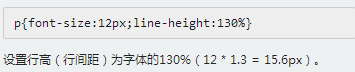 p{font-size:12px;line-height:130%}
设置行高（行间距）为字体的130%（12 * 1.3 = 15.6px）。